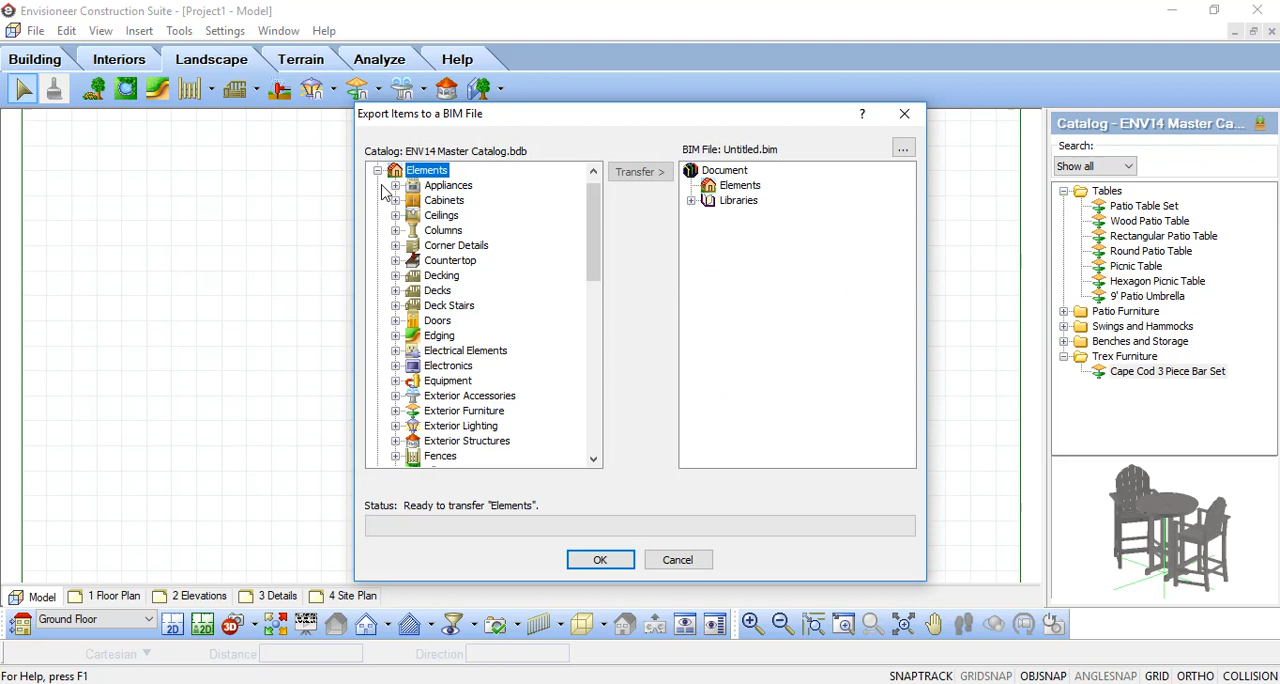 Envisioneer Construction Suite - [Project1 - Model]
File Edit View Insert Tools Settings Window Help
Building Interiors Landscape Terrain Analyze Help
Export Items to a BIM File
Catalog: ENV14 Master Catalog.bdb
Elements
Appliances
Cabinets
Ceilings
Columns
Corner Details
Countertop
Decking
Decks
Deck Stairs
Doors
Edging
Electrical Elements
Electronics
Equipment
Exterior Accessories
Exterior Furniture
Exterior Lighting
Exterior Structures
Fences
Transfer >
BIM File: Untitled.bim
...
Document
Elements
Libraries
Status: Ready to transfer "Elements".
OK Cancel
Catalog - ENV14 Master Ca...
Search:
Show all
Tables
Patio Table Set
Wood Patio Table
Rectangular Patio Table
Round Patio Table
Picnic Table
Hexagon Picnic Table
9' Patio Umbrella
Patio Furniture
Swings and Hammocks
Benches and Storage
Trex Furniture
Cape Cod 3 Piece Bar Set
Model 1 Floor Plan 2 Elevations 3 Details 4 Site Plan
Ground Floor 2D 2D 3D
Cartesian Distance Direction
For Help, press F1 SNAPTRACK GRIDSNAP OBJSNAP ANGLESNAP GRID ORTHO COLLISION